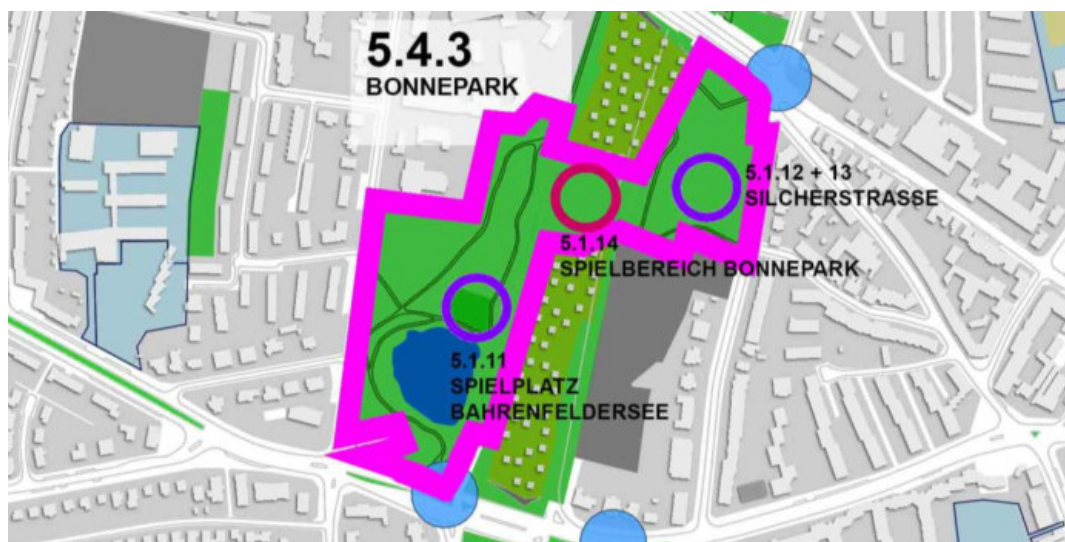 5.4.3
BONNEPARK
5.1.12 + 13
SILCHERSTRASSE
5.1.14
SPIELBEREICH BONNEPARK
5.1.11
SPIELPLATZ
BAHRENFELDERSEE